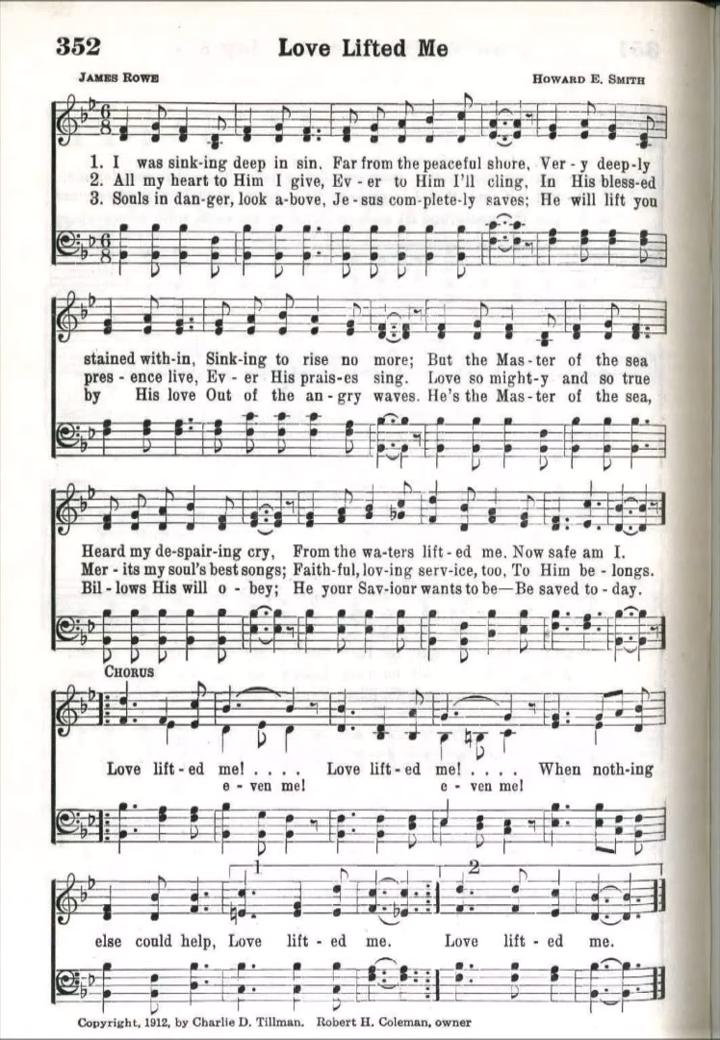 352 Love Lifted Me
JAMES ROWE HOWARD E. SMITH
1. I was sink-ing deep in sin, Far from the peaceful shore, Ver - y deep-ly
2. All my heart to Him I give, Ev - er to Him I'll cling, In His bless-ed
3. Souls in dan-ger, look a-bove, Je - sus com-plete-ly saves; He will lift you
stained with-in, Sink-ing to rise no more; But the Mas-ter of the sea
pres - ence live, Ev - er His prais-es sing. Love so might-y and so true
by His love Out of the an - gry waves. He's the Mas-ter of the sea,
Heard my de-spair-ing cry, From the wa-ters lift-ed me. Now safe am I.
Mer - its my soul's best songs; Faith-ful, lov-ing serv-ice, too, To Him be - longs.
Bil - lows His will o - bey; He your Sav-iour wants to be—Be saved to - day.
CHORUS
Love lift-ed me! . . . . Love lift-ed me! . . . . When noth-ing
e - ven me! e - ven me!
1 2
else could help, Love lift - ed me. Love lift - ed me.
Copyright, 1912, by Charlie D. Tillman. Robert H. Coleman, owner